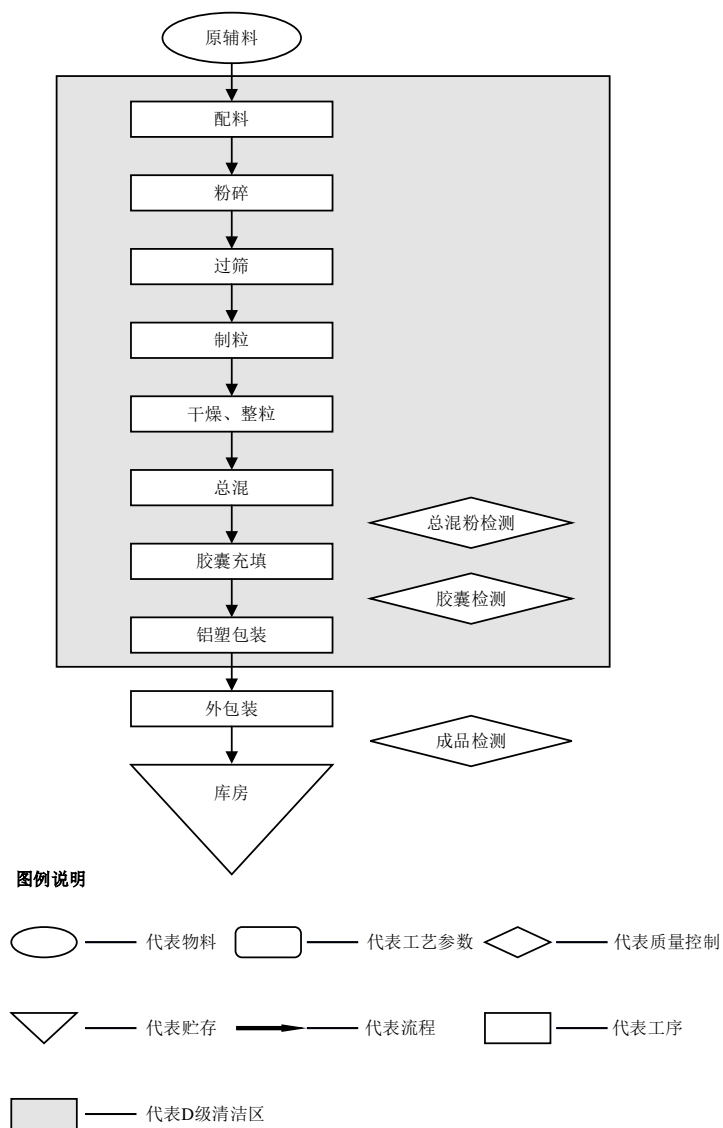 原辅料
配料
粉碎
过筛
制粒
干燥、整粒
总混
总混粉检测
胶囊充填
胶囊检测
铝塑包装
外包装
成品检测
库房
图例说明
代表物料
代表工艺参数
代表质量控制
代表贮存
代表流程
代表工序
代表D级清洁区